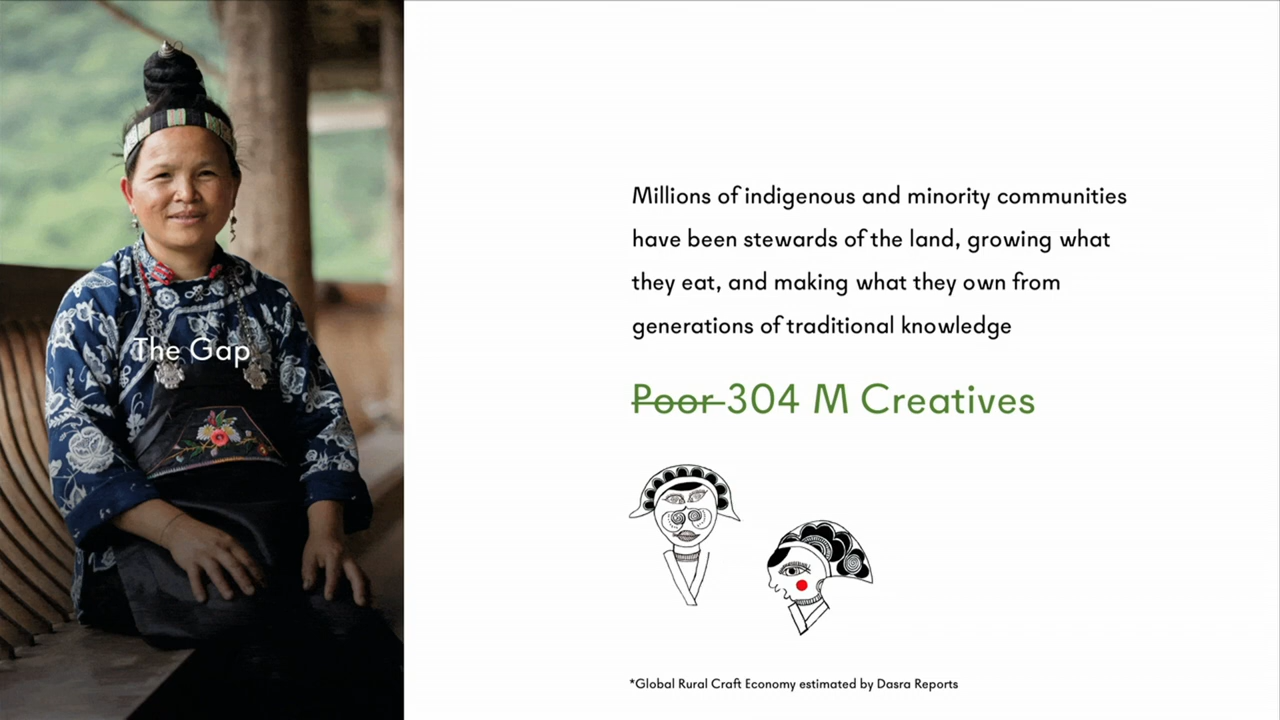 The Gap
Millions of indigenous and minority communities
have been stewards of the land, growing what
they eat, and making what they own from
generations of traditional knowledge
Poor 304 M Creatives
*Global Rural Craft Economy estimated by Dasra Reports